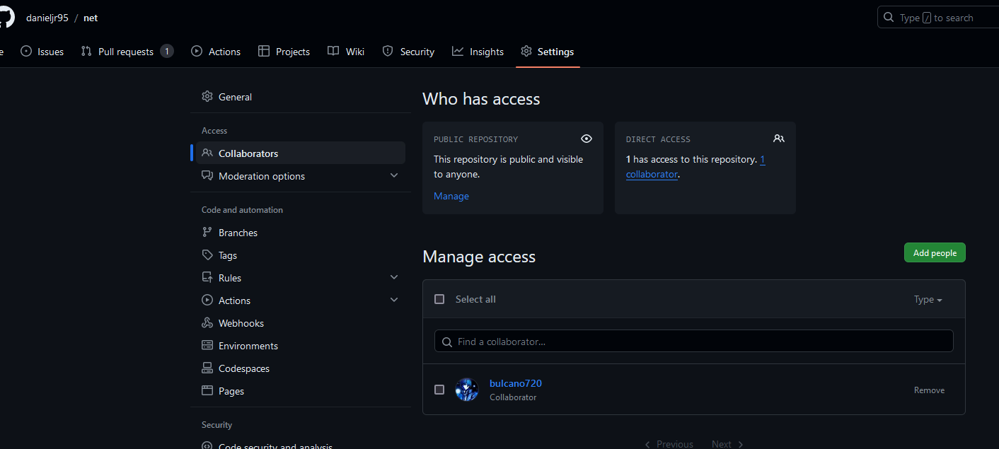 danieljr95 / net
Type / to search
e
Issues
Pull requests 1
Actions
Projects
Wiki
Security
Insights
Settings
General
Access
Collaborators
Moderation options
Code and automation
Branches
Tags
Rules
Actions
Webhooks
Environments
Codespaces
Pages
Security
Code security and analysis
Who has access
PUBLIC REPOSITORY
This repository is public and visible
to anyone.
Manage
DIRECT ACCESS
1 has access to this repository. 1
collaborator.
Manage access
Add people
Select all
Type
Find a collaborator...
bulcano720
Collaborator
Remove
Previous
Next